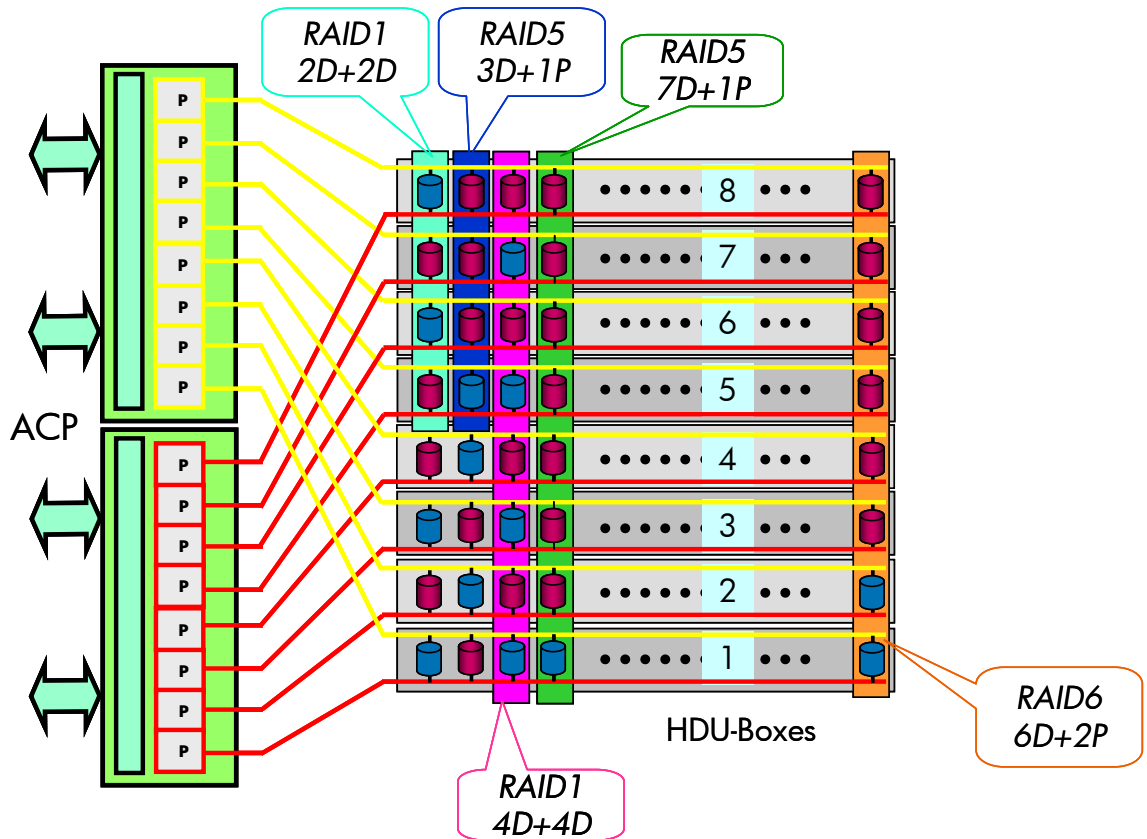 RAID1
2D+2D
RAID5
3D+1P
RAID5
7D+1P
P
P
P
P
P
P
P
P
ACP
P
P
P
P
P
P
P
P
8
7
6
5
4
3
2
1
HDU-Boxes
RAID6
6D+2P
RAID1
4D+4D